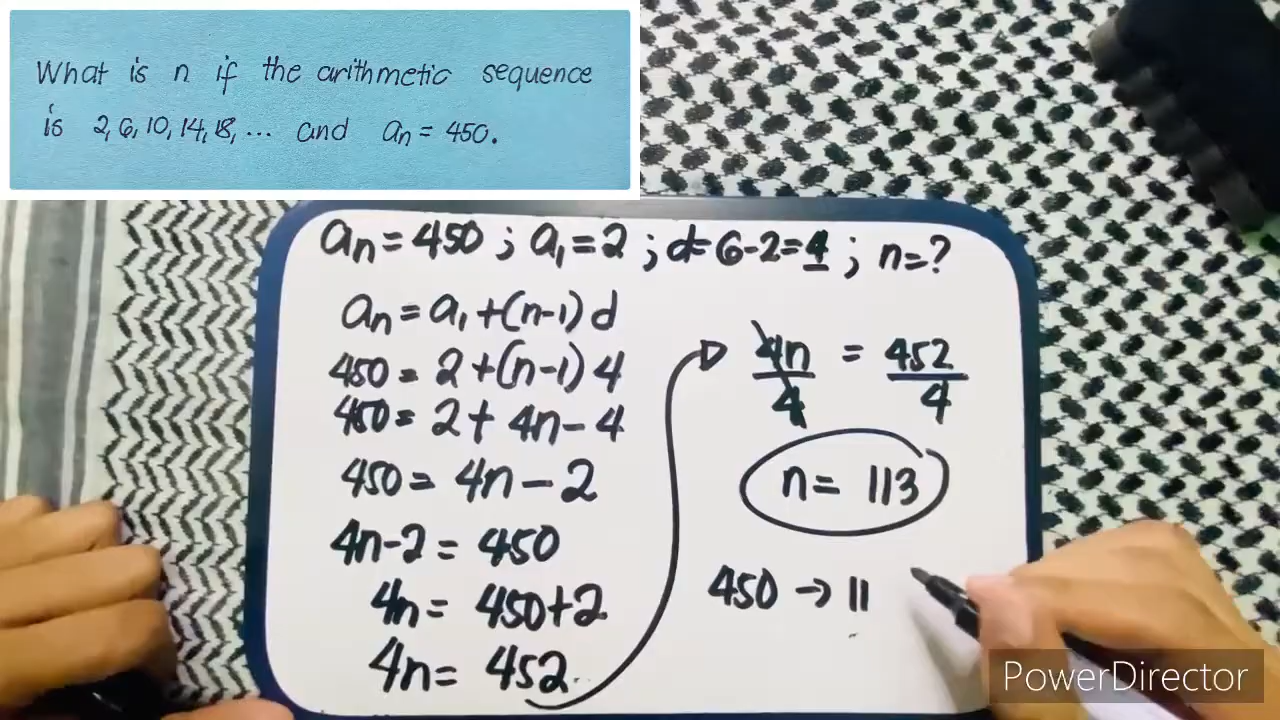 What is n if the arithmetic sequence
is 2, 6, 10, 14, 18, ... and an = 450.
an = 450 ; a1 = 2 ; d = 6-2 = 4 ; n = ?
an = a1 + (n-1) d
450 = 2 + (n-1) 4
450 = 2 + 4n - 4
450 = 4n - 2
4n - 2 = 450
4n = 450 + 2
4n = 452
4n/4 = 452/4
n = 113
450 → 11
PowerDirector